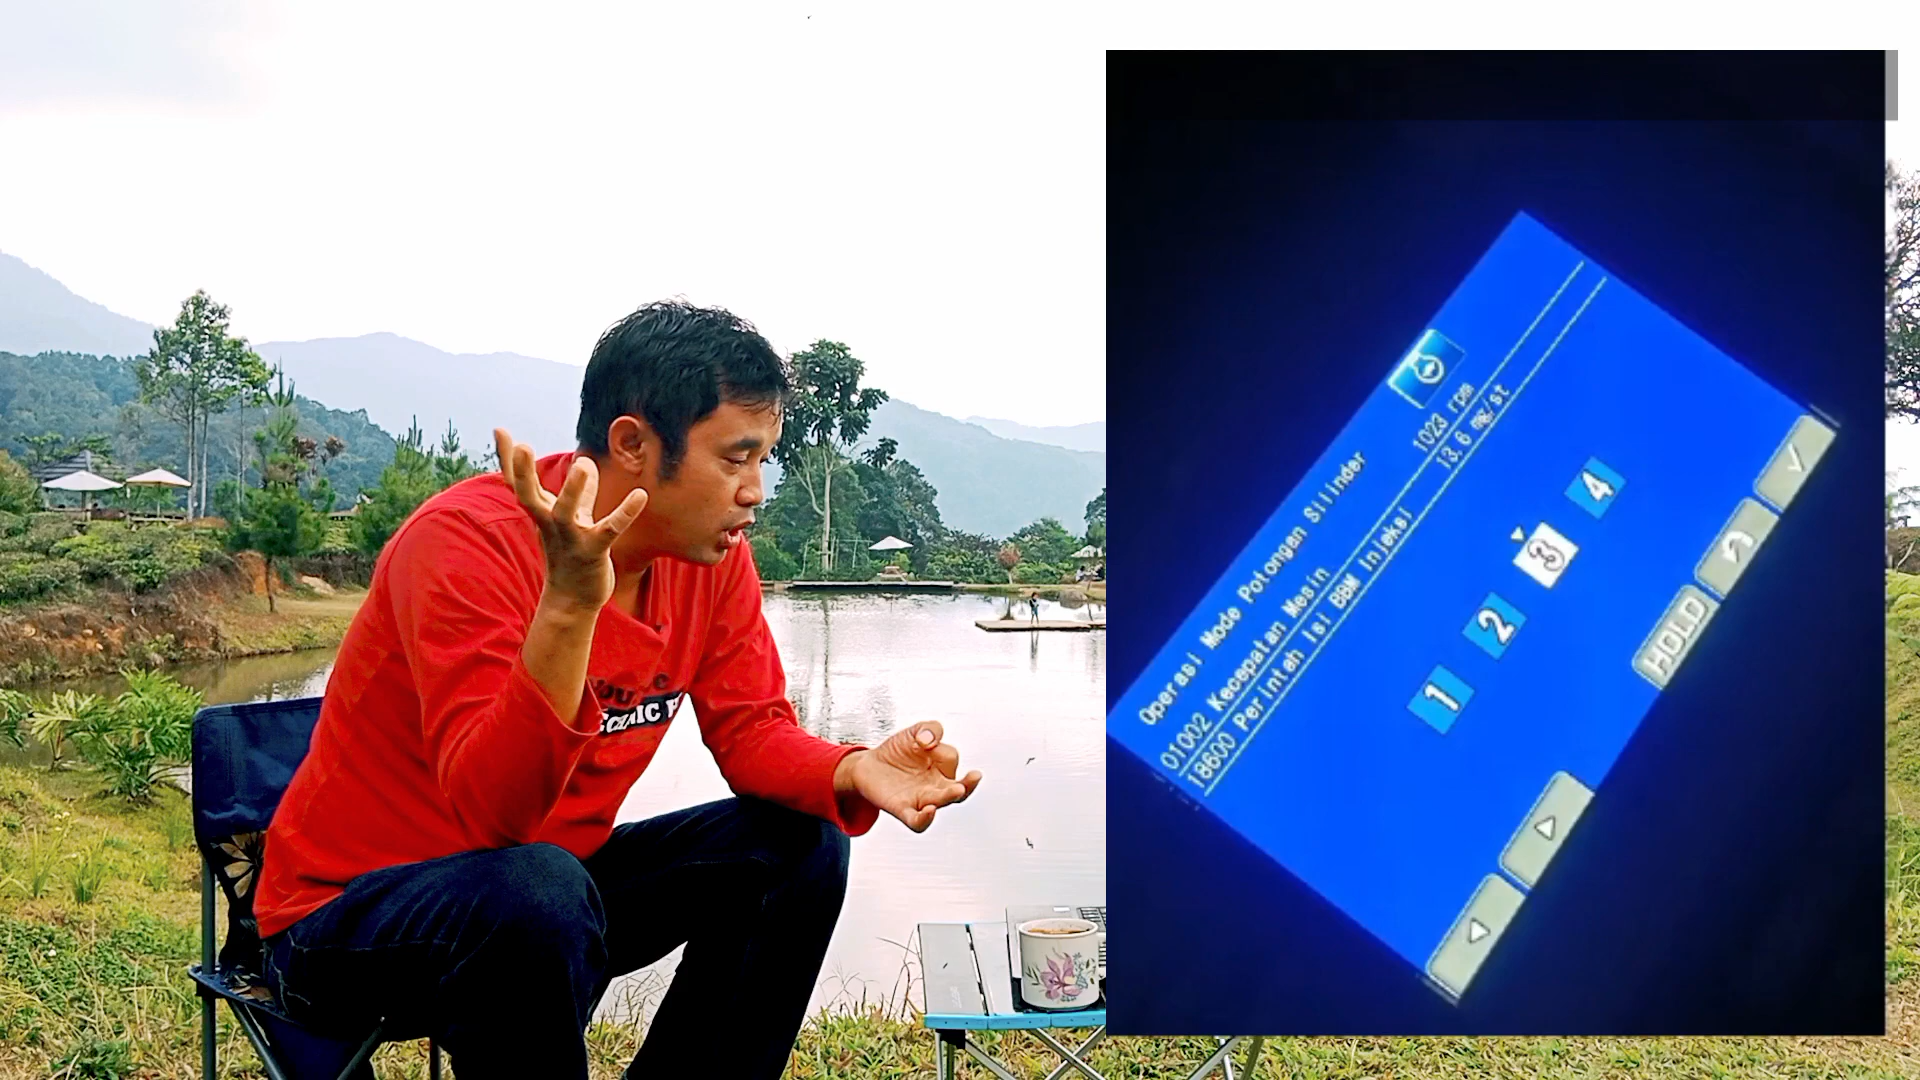 Operasi Mode Potongan Silinder
01002 Kecepatan Mesin 1023 rpm
18600 Perintah Isi BBM Injeksi 13.6 mg/st
1 2 3 4
HOLD